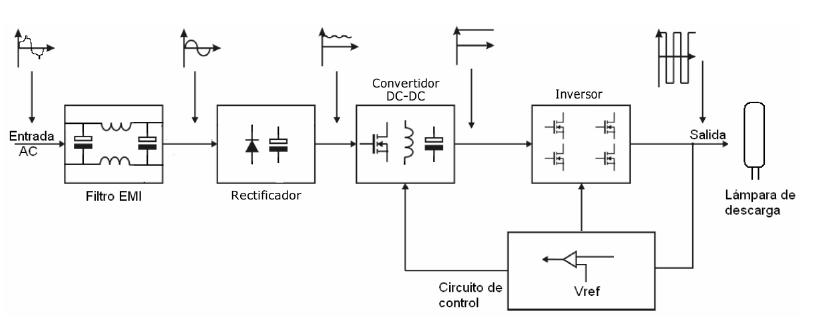 Convertidor
DC-DC
Inversor
Entrada
AC
Salida
Filtro EMI
Rectificador
Lámpara de
descarga
Circuito de
control
Vref